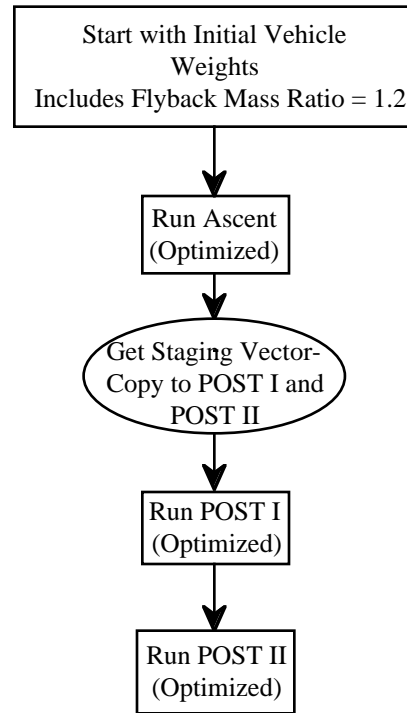 Start with Initial Vehicle
Weights
Includes Flyback Mass Ratio = 1.2
Run Ascent
(Optimized)
Get Staging Vector-
Copy to POST I and
POST II
Run POST I
(Optimized)
Run POST II
(Optimized)